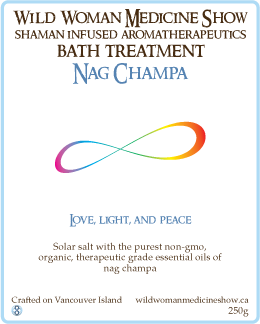 Wild Woman Medicine Show
Shaman Infused Aromatherapeutics
Bath Treatment
Nag Champa
Love, light, and peace
Solar salt with the purest non-gmo,
organic, therapeutic grade essential oils of
nag champa
Crafted on Vancouver Island wildwomanmedicineshow.ca
250g